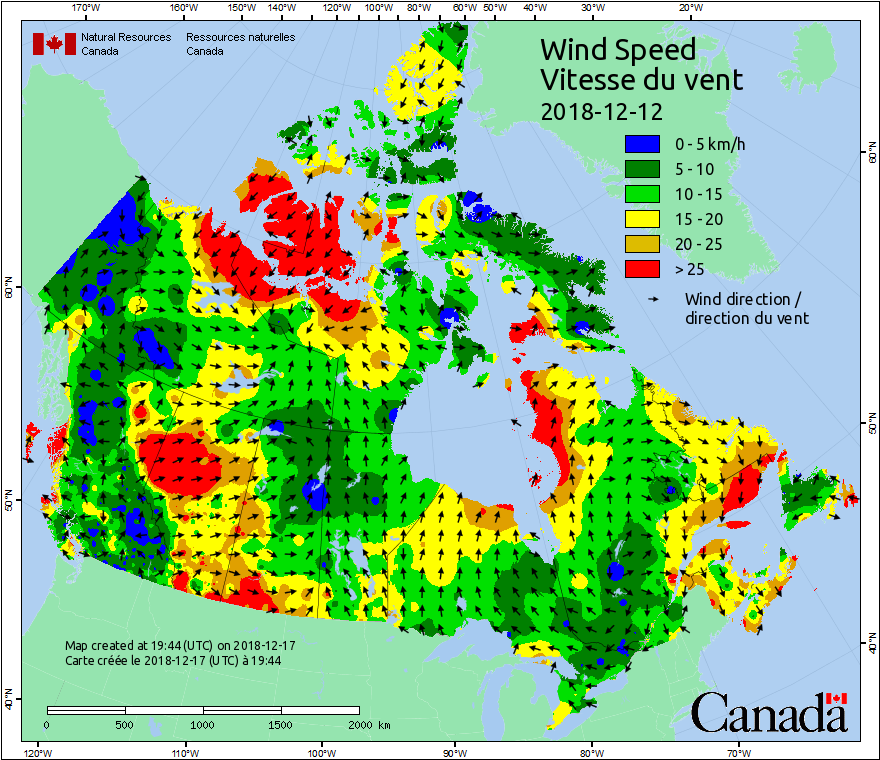 170°W 160°W 150°W 140°W 120°W 100°W 80°W 60°W 50°W 40°W 30°W 20°W
Natural Resources Ressources naturelles
Canada Canada
Wind Speed
Vitesse du vent
2018-12-12
0 - 5 km/h
5 - 10
10 - 15
15 - 20
20 - 25
> 25
Wind direction /
direction du vent
60°N
60°N
50°N
50°N
40°N
40°N
Map created at 19:44 (UTC) on 2018-12-17
Carte créée le 2018-12-17 (UTC) à 19:44
0 500 1000 1500 2000 km
Canada
120°W 110°W 100°W 90°W 80°W 70°W